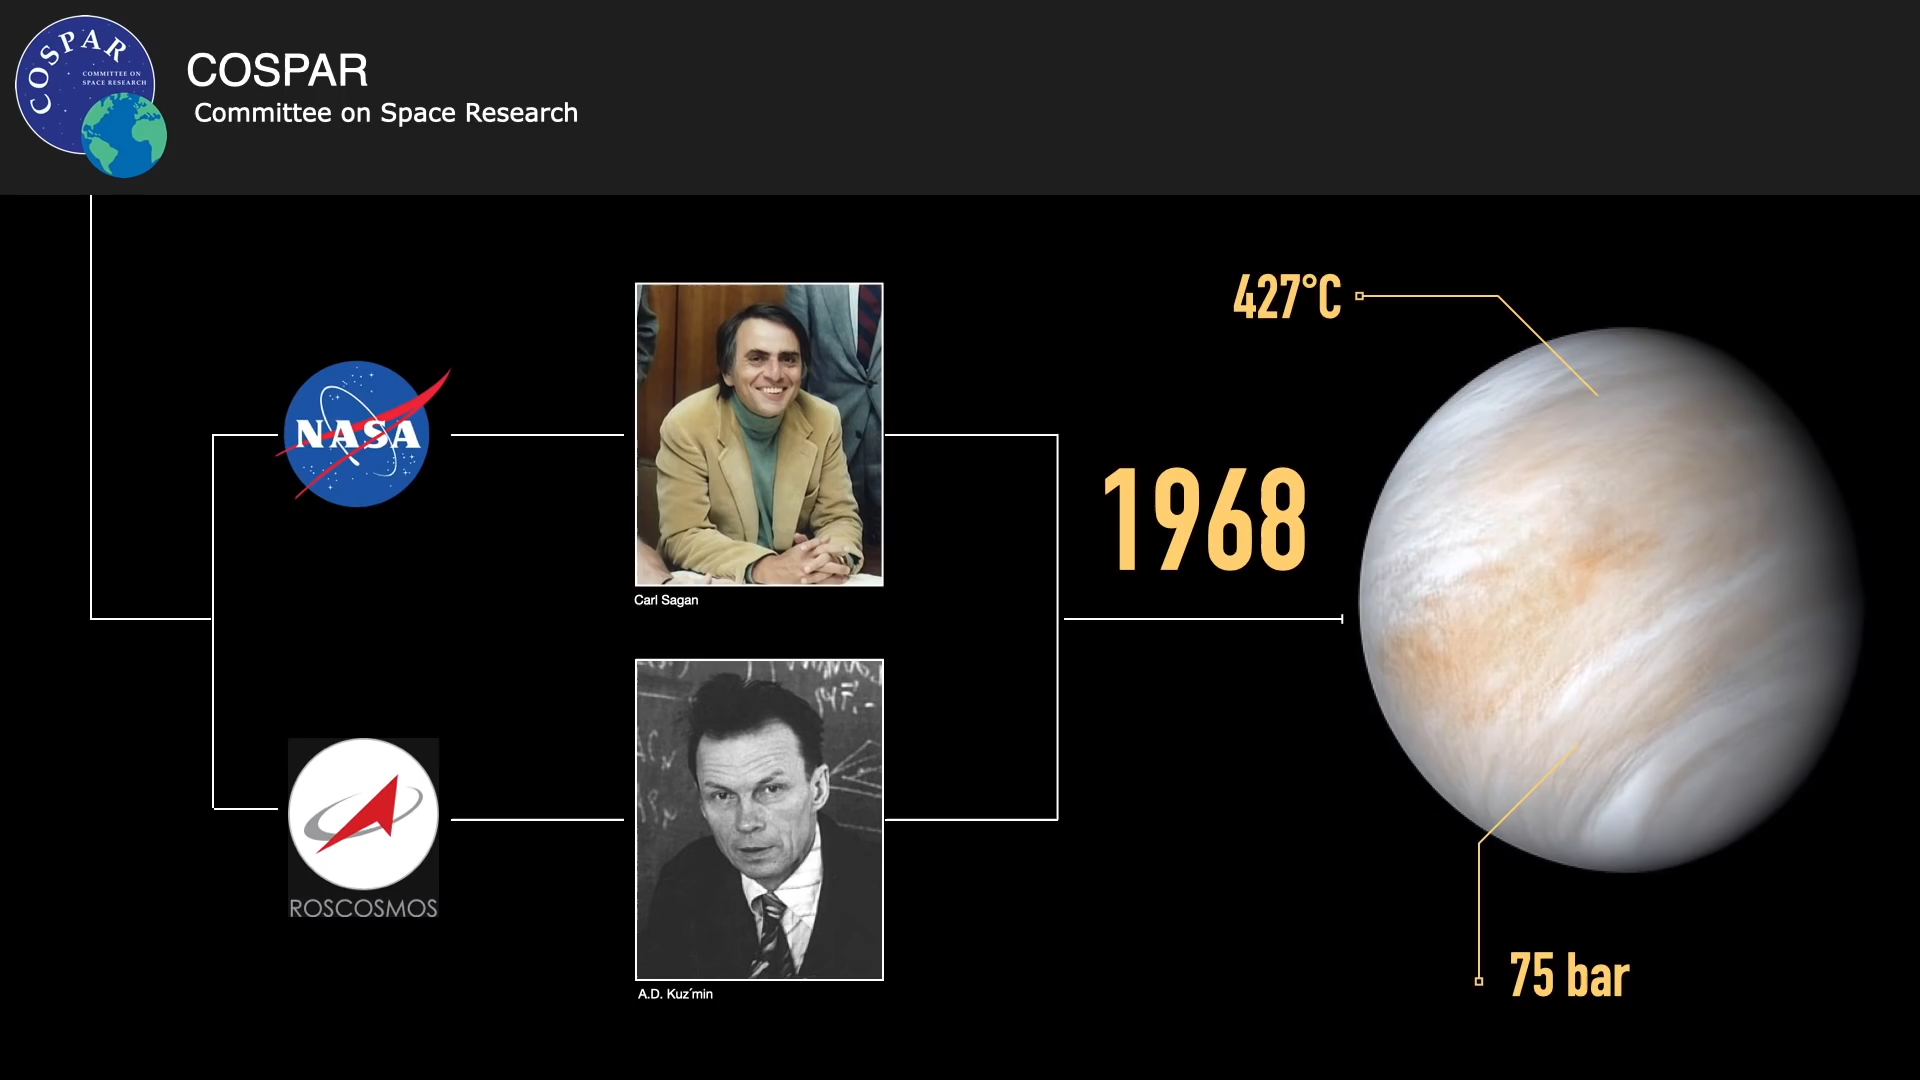 COSPAR
COMMITTEE ON
SPACE RESEARCH
COSPAR
Committee on Space Research
427°C
NASA
Carl Sagan
1968
ROSCOSMOS
A.D. Kuz´min
75 bar